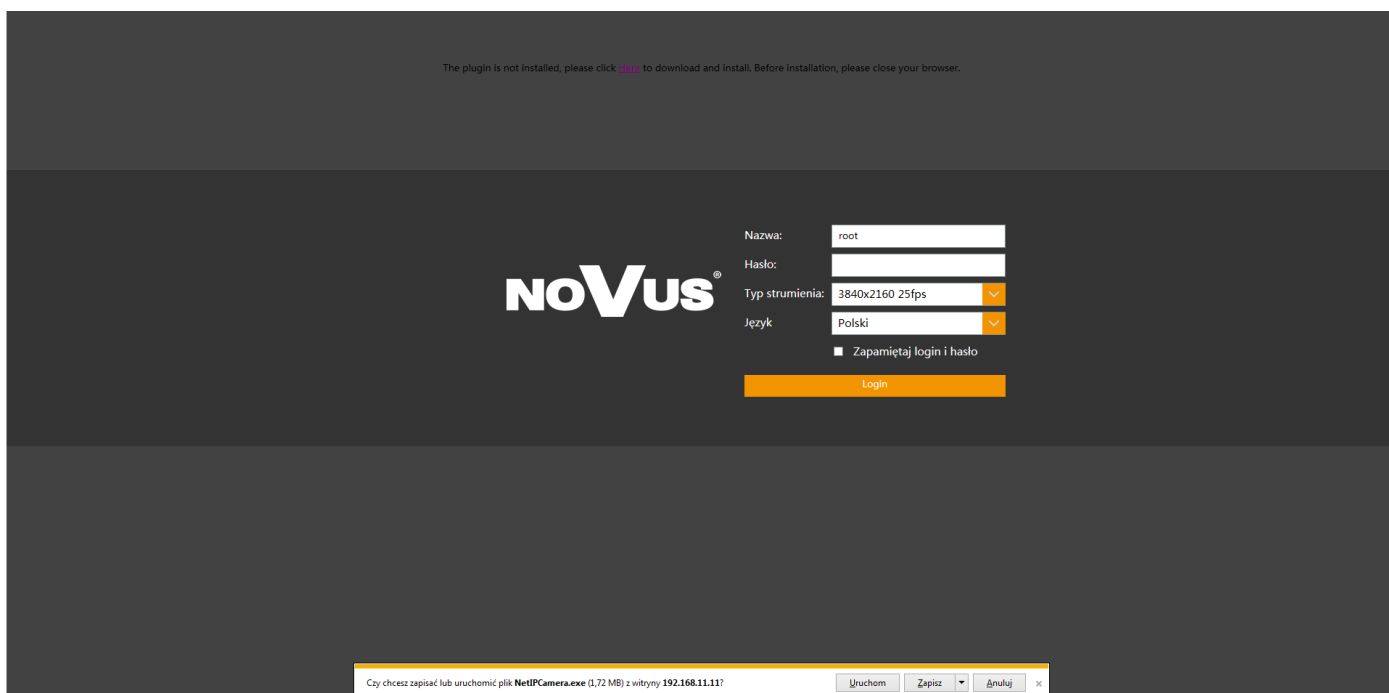 The plugin is not installed, please click Here to download and install. Before installation, please close your browser.
Nazwa: root
NOVUS®
Hasło:
Typ strumienia: 3840x2160 25fps
Język Polski
Zapamiętaj login i hasło
Login
Czy chcesz zapisać lub uruchomić plik NetIPCamera.exe (1,72 MB) z witryny 192.168.11.11? Uruchom Zapisz Anuluj ×